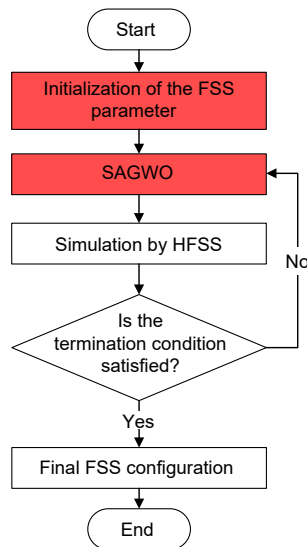 Start
Initialization of the FSS
parameter
SAGWO
Simulation by HFSS
No
Is the
termination condition
satisfied?
Yes
Final FSS configuration
End